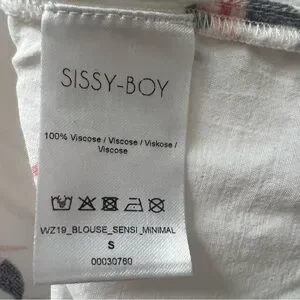 SISSY-BOY
100% Viscose / Viscose / Viskose /
Viscose
WZ19_BLOUSE_SENSI_MINIMAL
S
00030760